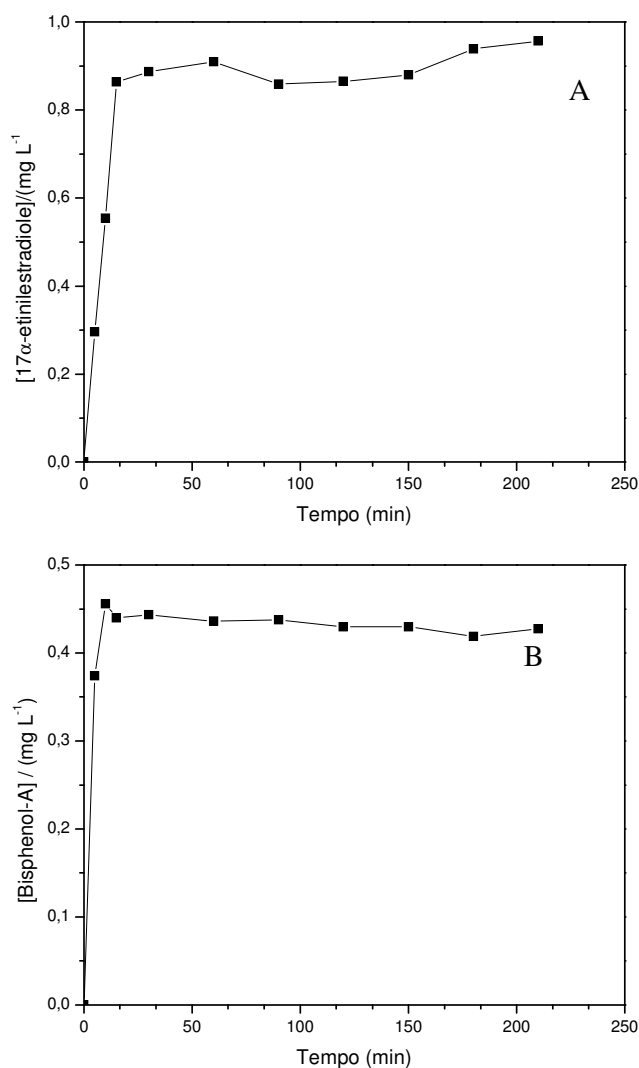 1,0
0,8
0,6
0,4
0,2
0,0
[17α-etinilestradiole]/(mg L⁻¹)
A
0 50 100 150 200 250
Tempo (min)
0,5
0,4
0,3
0,2
0,1
0,0
[Bisphenol-A] / (mg L⁻¹)
B
0 50 100 150 200 250
Tempo (min)